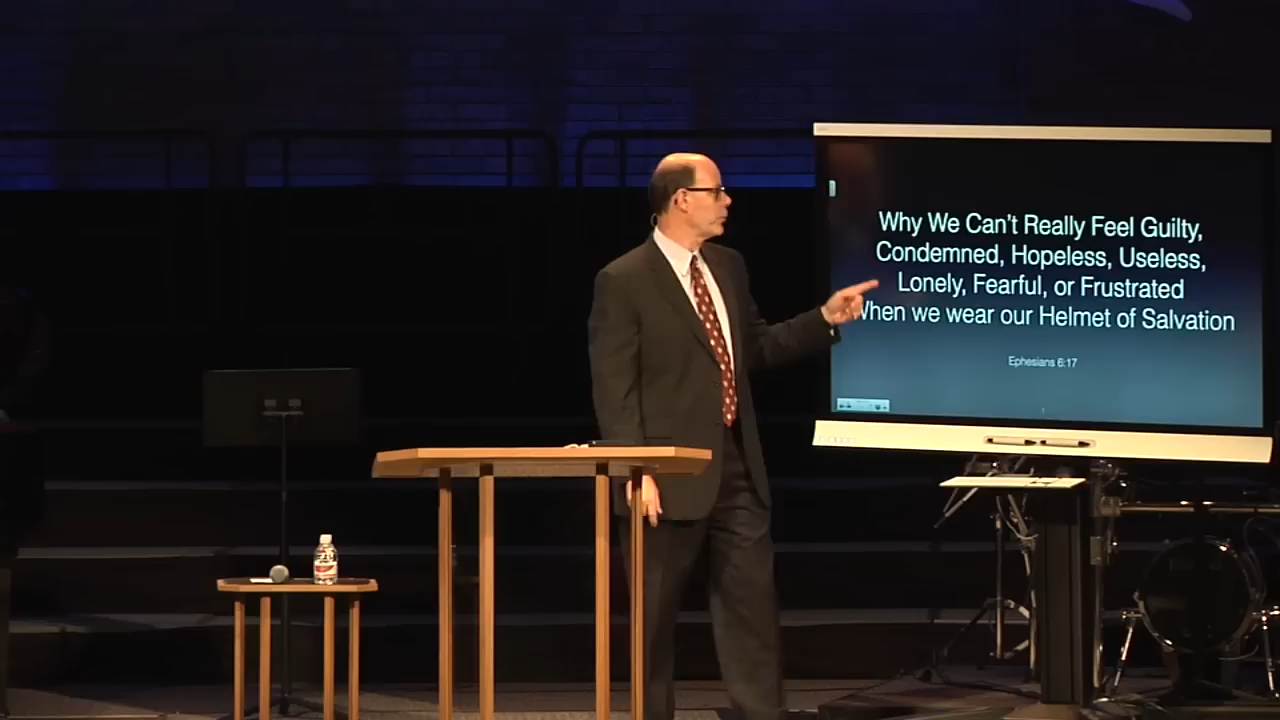 Why We Can't Really Feel Guilty,
Condemned, Hopeless, Useless,
Lonely, Fearful, or Frustrated
When we wear our Helmet of Salvation
Ephesians 6:17